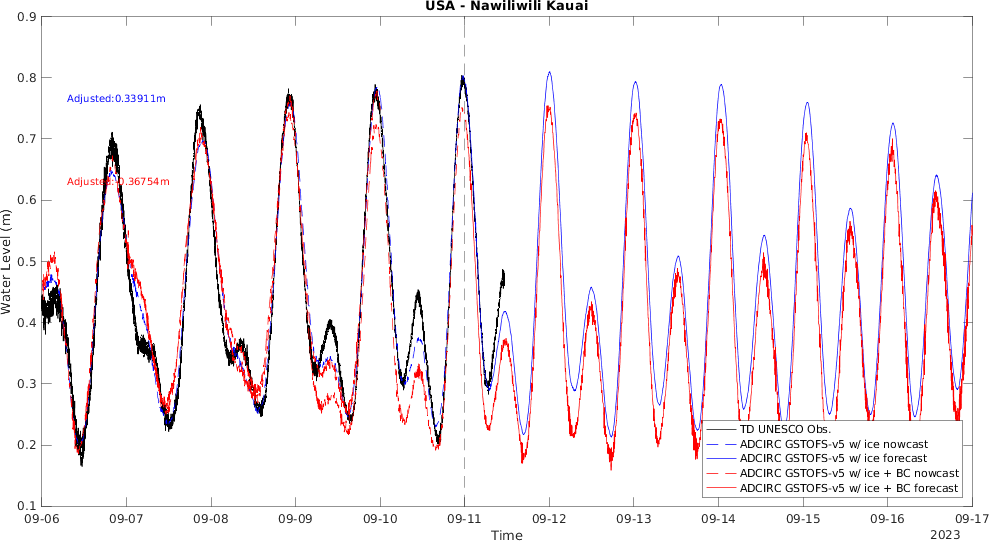 USA - Nawiliwili Kauai
0.9
0.8
0.7
0.6
0.5
0.4
0.3
0.2
0.1
Water Level (m)
Adjusted:0.33911m
Adjusted:-0.36754m
TD UNESCO Obs.
ADCIRC GSTOFS-v5 w/ ice nowcast
ADCIRC GSTOFS-v5 w/ ice forecast
ADCIRC GSTOFS-v5 w/ ice + BC nowcast
ADCIRC GSTOFS-v5 w/ ice + BC forecast
09-06 09-07 09-08 09-09 09-10 09-11 09-12 09-13 09-14 09-15 09-16 09-17
Time
2023